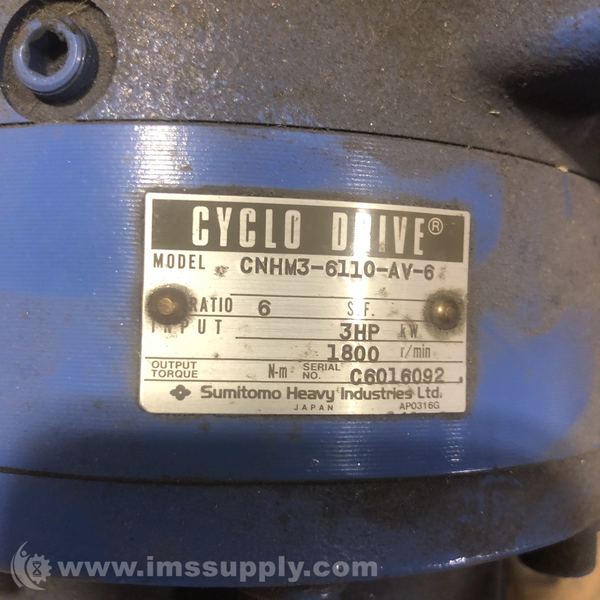 CYCLO DRIVE®
MODEL CNHM3-6110-AV-6
RATIO 6 S.F.
INPUT 3HP kW
1800 r/min
OUTPUT TORQUE N-m SERIAL NO. C6016092
Sumitomo Heavy Industries Ltd.
JAPAN AP0316G
www.imssupply.com